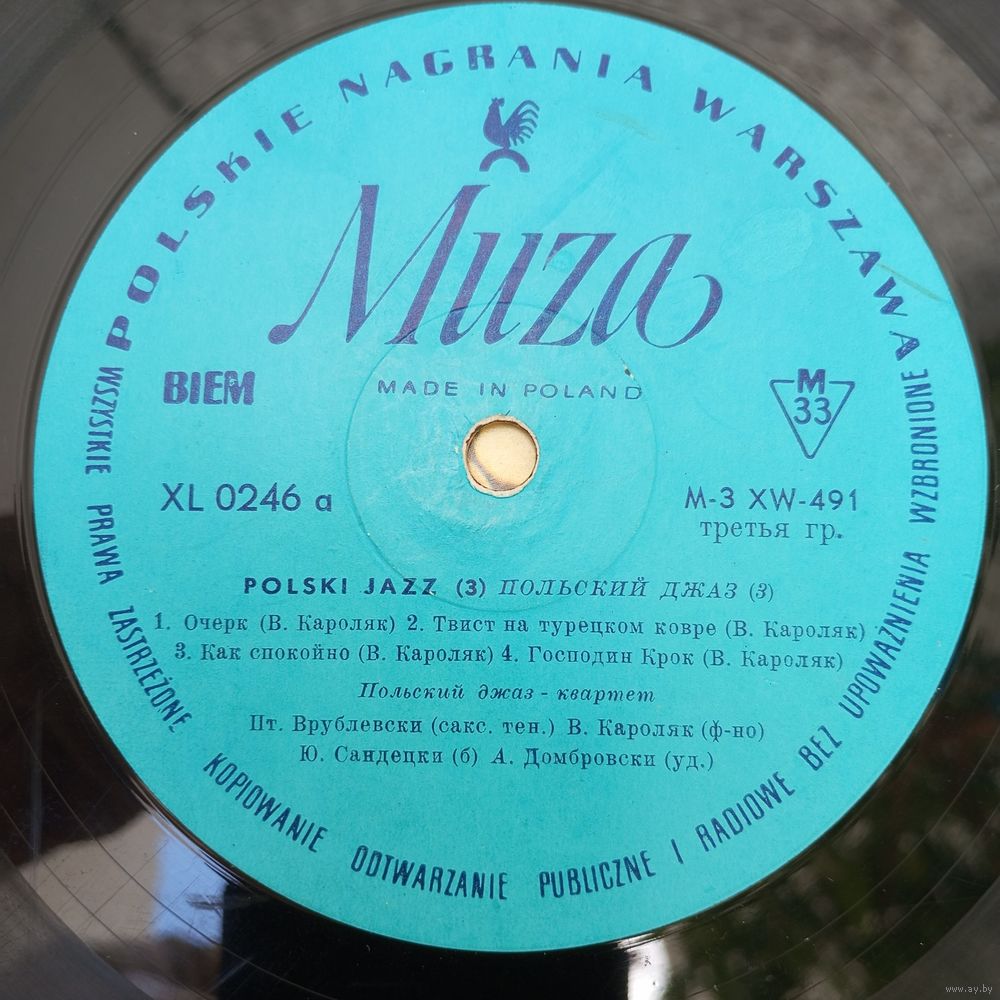 POLSKIE NAGRANIA WARSZAWA
Muza
BIEM
MADE IN POLAND
M
33
XL 0246 a
M-3 XW-491
третья гр.
POLSKI JAZZ (3) ПОЛЬСКИЙ ДЖАЗ (3)
1. Очерк (В. Кароляк) 2. Твист на турецком ковре (В. Кароляк)
3. Как спокойно (В. Кароляк) 4. Господин Крок (В. Кароляк)
Польский джаз - квартет
Пт. Врублевски (сакс. тен.) В. Кароляк (ф-но)
Ю. Сандецки (б) А. Домбровски (уд.)
WSZYSTKIE PRAWA ZASTRZEŻONE KOPIOWANIE ODTWARZANIE PUBLICZNE I RADIOWE BEZ UPOWAŻNIENIA WZBRONIONE
www.ay.by